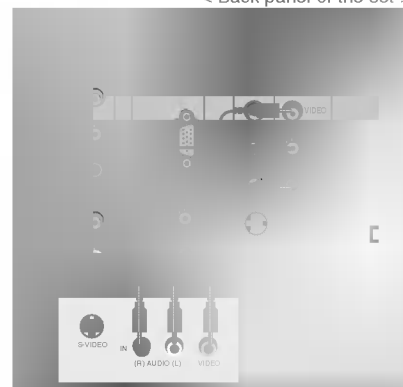 < Back panel of the set >
VIDEO
S-VIDEO
IN
(R) AUDIO (L)
VIDEO